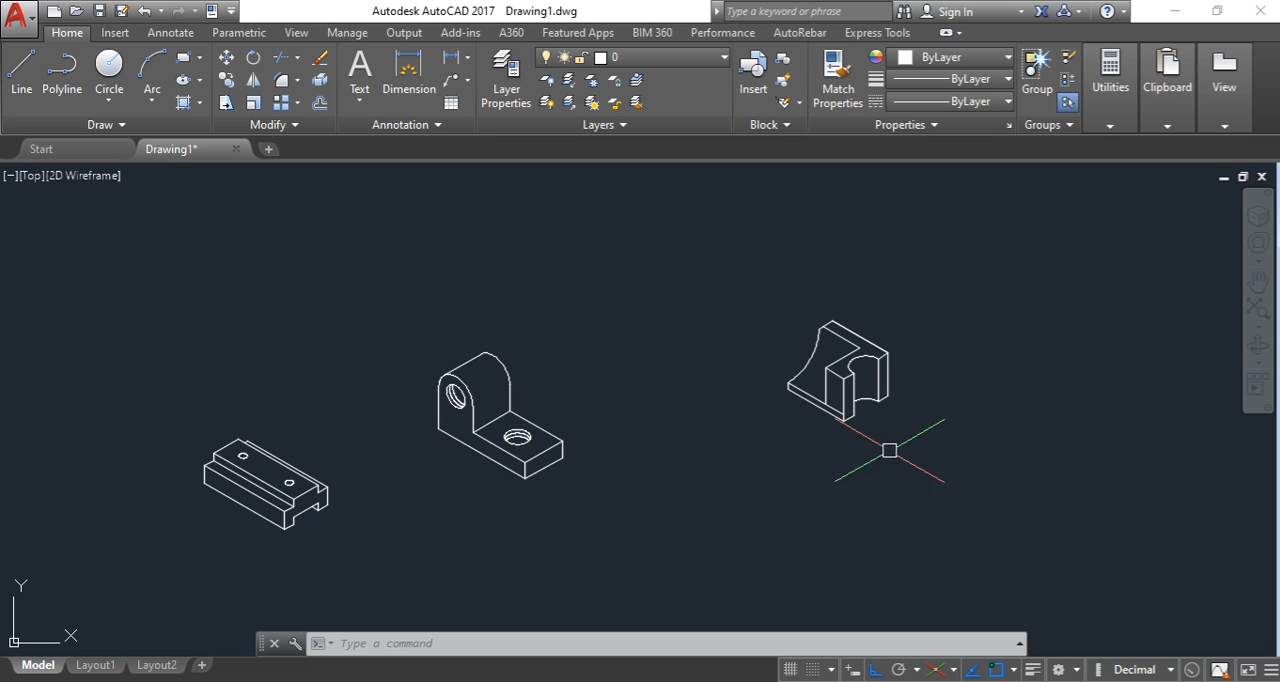 Autodesk AutoCAD 2017 Drawing1.dwg
Type a keyword or phrase
Sign In
Home Insert Annotate Parametric View Manage Output Add-ins A360 Featured Apps BIM 360 Performance AutoRebar Express Tools
Line Polyline Circle Arc
Text Dimension
Layer Properties
0
Insert
Match Properties
ByLayer
ByLayer
ByLayer
Group
Utilities
Clipboard
View
Draw Modify Annotation Layers Block Properties Groups
Start Drawing1*
[−][Top][2D Wireframe]
Y
X
Type a command
Model Layout1 Layout2
Decimal